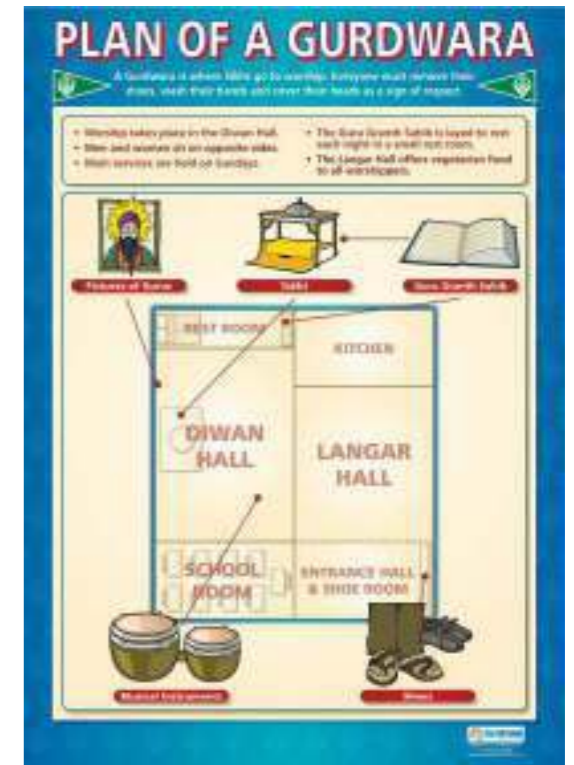 PLAN OF A GURDWARA
A Gurdwara is where Sikhs go to worship. Everyone must remove their
shoes, wash their hands and cover their heads as a sign of respect.
• Worship takes place in the Diwan Hall.
• Men and women sit on opposite sides.
• Main services are held on Sundays.
• The Guru Granth Sahib is layed to rest
each night in a small rest room.
• The Langar Hall offers vegetarian food
to all worshippers.
Pictures of Gurus
Takht
Guru Granth Sahib
REST ROOM
KITCHEN
DIWAN
HALL
LANGAR
HALL
SCHOOL
ROOM
ENTRANCE HALL
& SHOE ROOM
Musical Instruments
Shoes